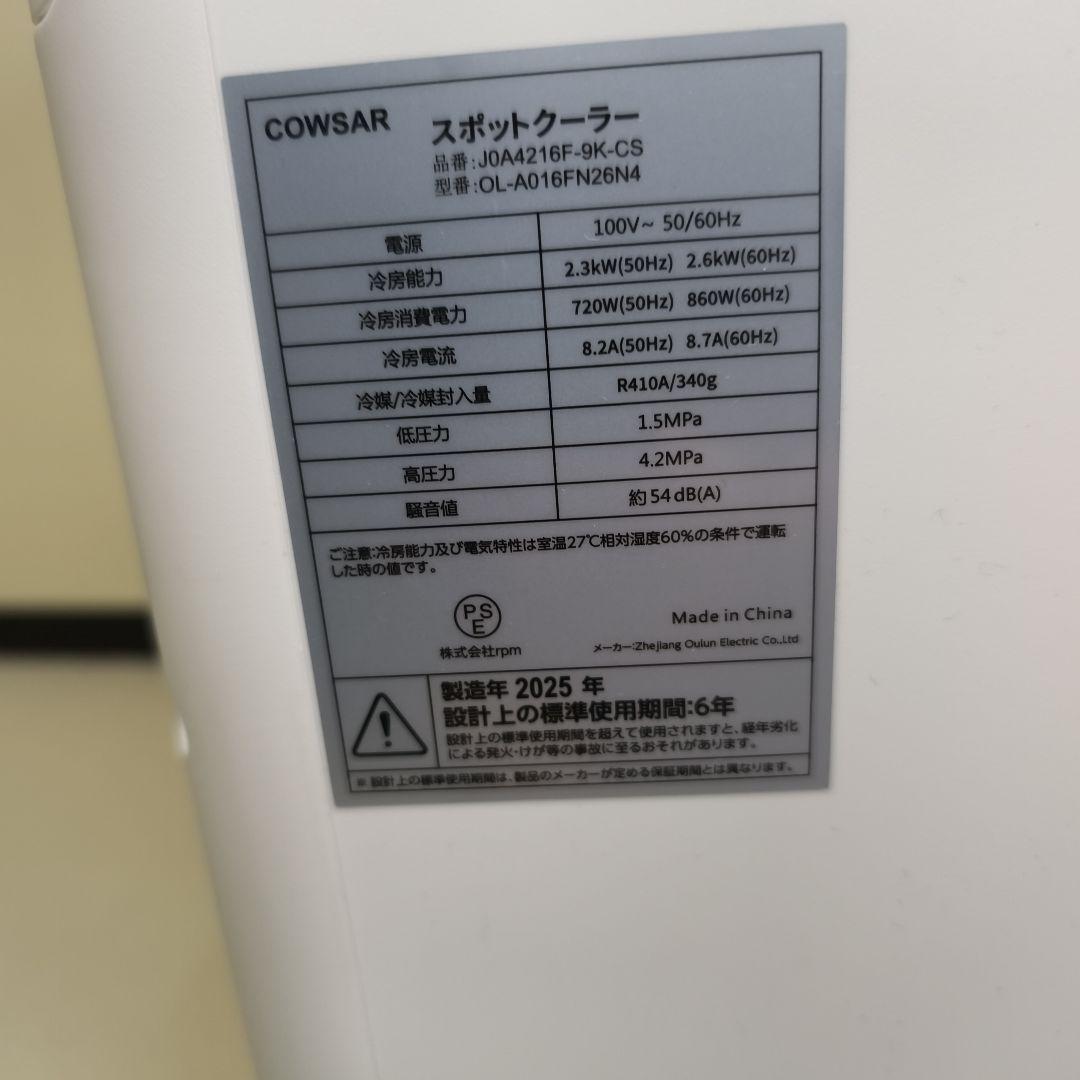 COWSAR スポットクーラー
品番:J0A4216F-9K-CS
型番:OL-A016FN26N4
電源 100V~ 50/60Hz
冷房能力 2.3kW(50Hz) 2.6kW(60Hz)
冷房消費電力 720W(50Hz) 860W(60Hz)
冷房電流 8.2A(50Hz) 8.7A(60Hz)
冷媒/冷媒封入量 R410A/340g
低圧力 1.5MPa
高圧力 4.2MPa
騒音値 約54dB(A)
ご注意:冷房能力及び電気特性は室温27℃相対湿度60%の条件で運転
した時の値です。
PSE
Made in China
株式会社rpm メーカー:Zhejiang Oulun Electric Co.,Ltd
製造年 2025 年
設計上の標準使用期間:6年
設計上の標準使用期間を超えて使用されますと、経年劣化
による発火・けが等の事故に至るおそれがあります。
※ 設計上の標準使用期間は、製品のメーカーが定める保証期間とは異なります。